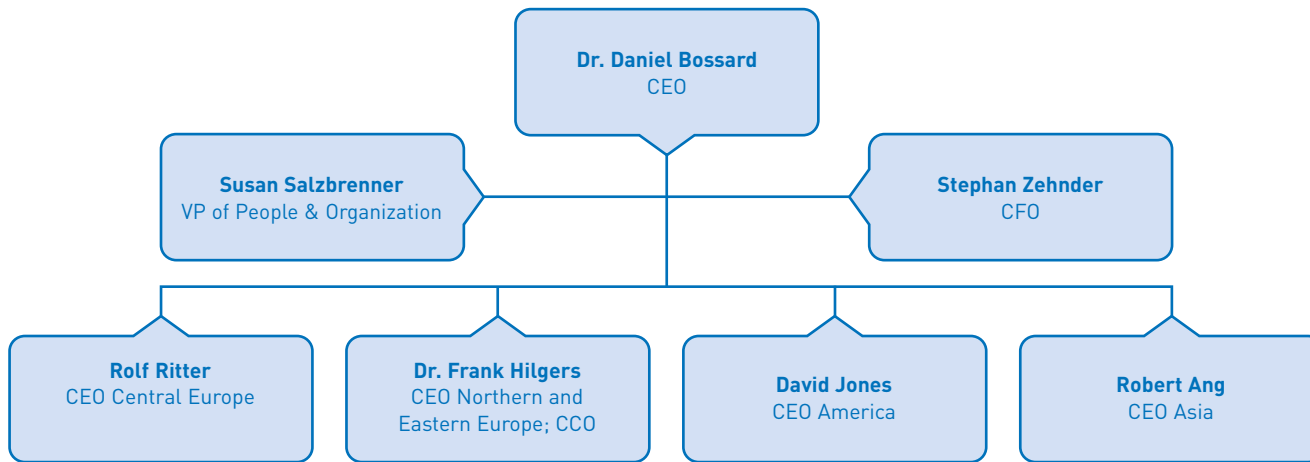 Dr. Daniel Bossard
CEO
Susan Salzbrenner
VP of People & Organization
Stephan Zehnder
CFO
Rolf Ritter
CEO Central Europe
Dr. Frank Hilgers
CEO Northern and
Eastern Europe; CCO
David Jones
CEO America
Robert Ang
CEO Asia